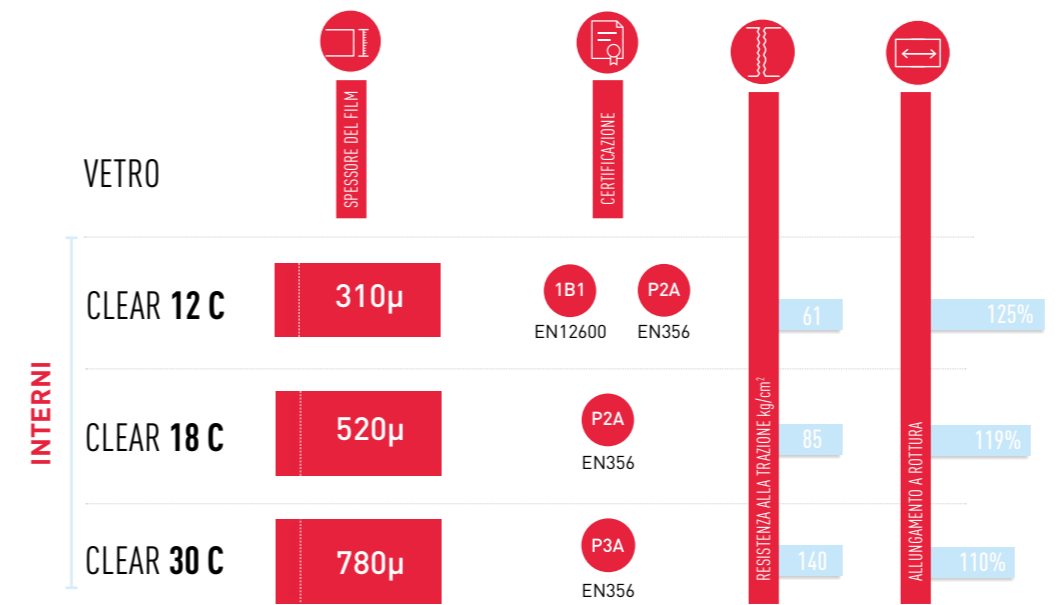 SPESSORE DEL FILM
CERTIFICAZIONE
RESISTENZA ALLA TRAZIONE kg/cm²
ALLUNGAMENTO A ROTTURA
VETRO
INTERNI
CLEAR 12 C
310µ
1B1
EN12600
P2A
EN356
61
125%
CLEAR 18 C
520µ
P2A
EN356
85
119%
CLEAR 30 C
780µ
P3A
EN356
140
110%